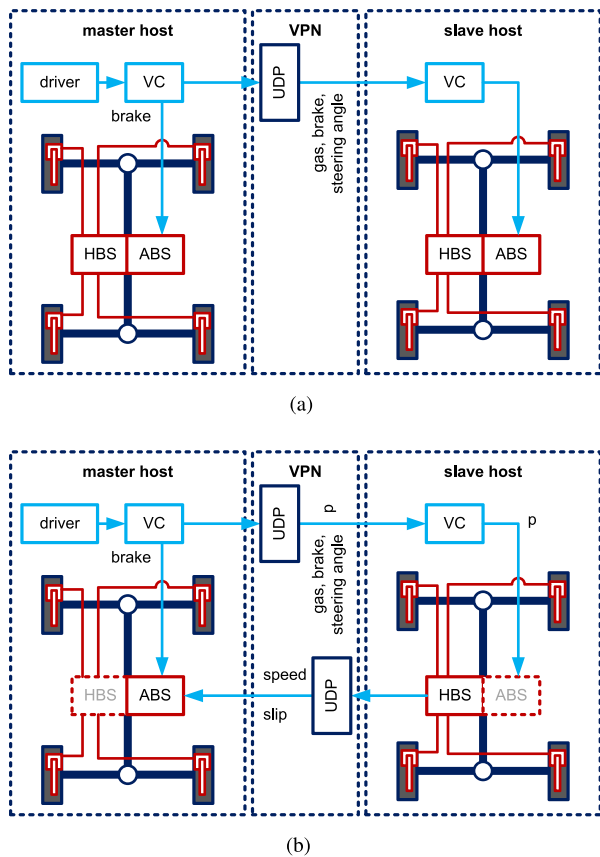 master host
VPN
slave host
driver
VC
UDP
VC
brake
gas, brake,
steering angle
HBS
ABS
HBS
ABS
(a)
master host
VPN
slave host
driver
VC
UDP
p
VC
p
brake
gas, brake,
steering angle
HBS
ABS
speed
slip
UDP
HBS
ABS
(b)